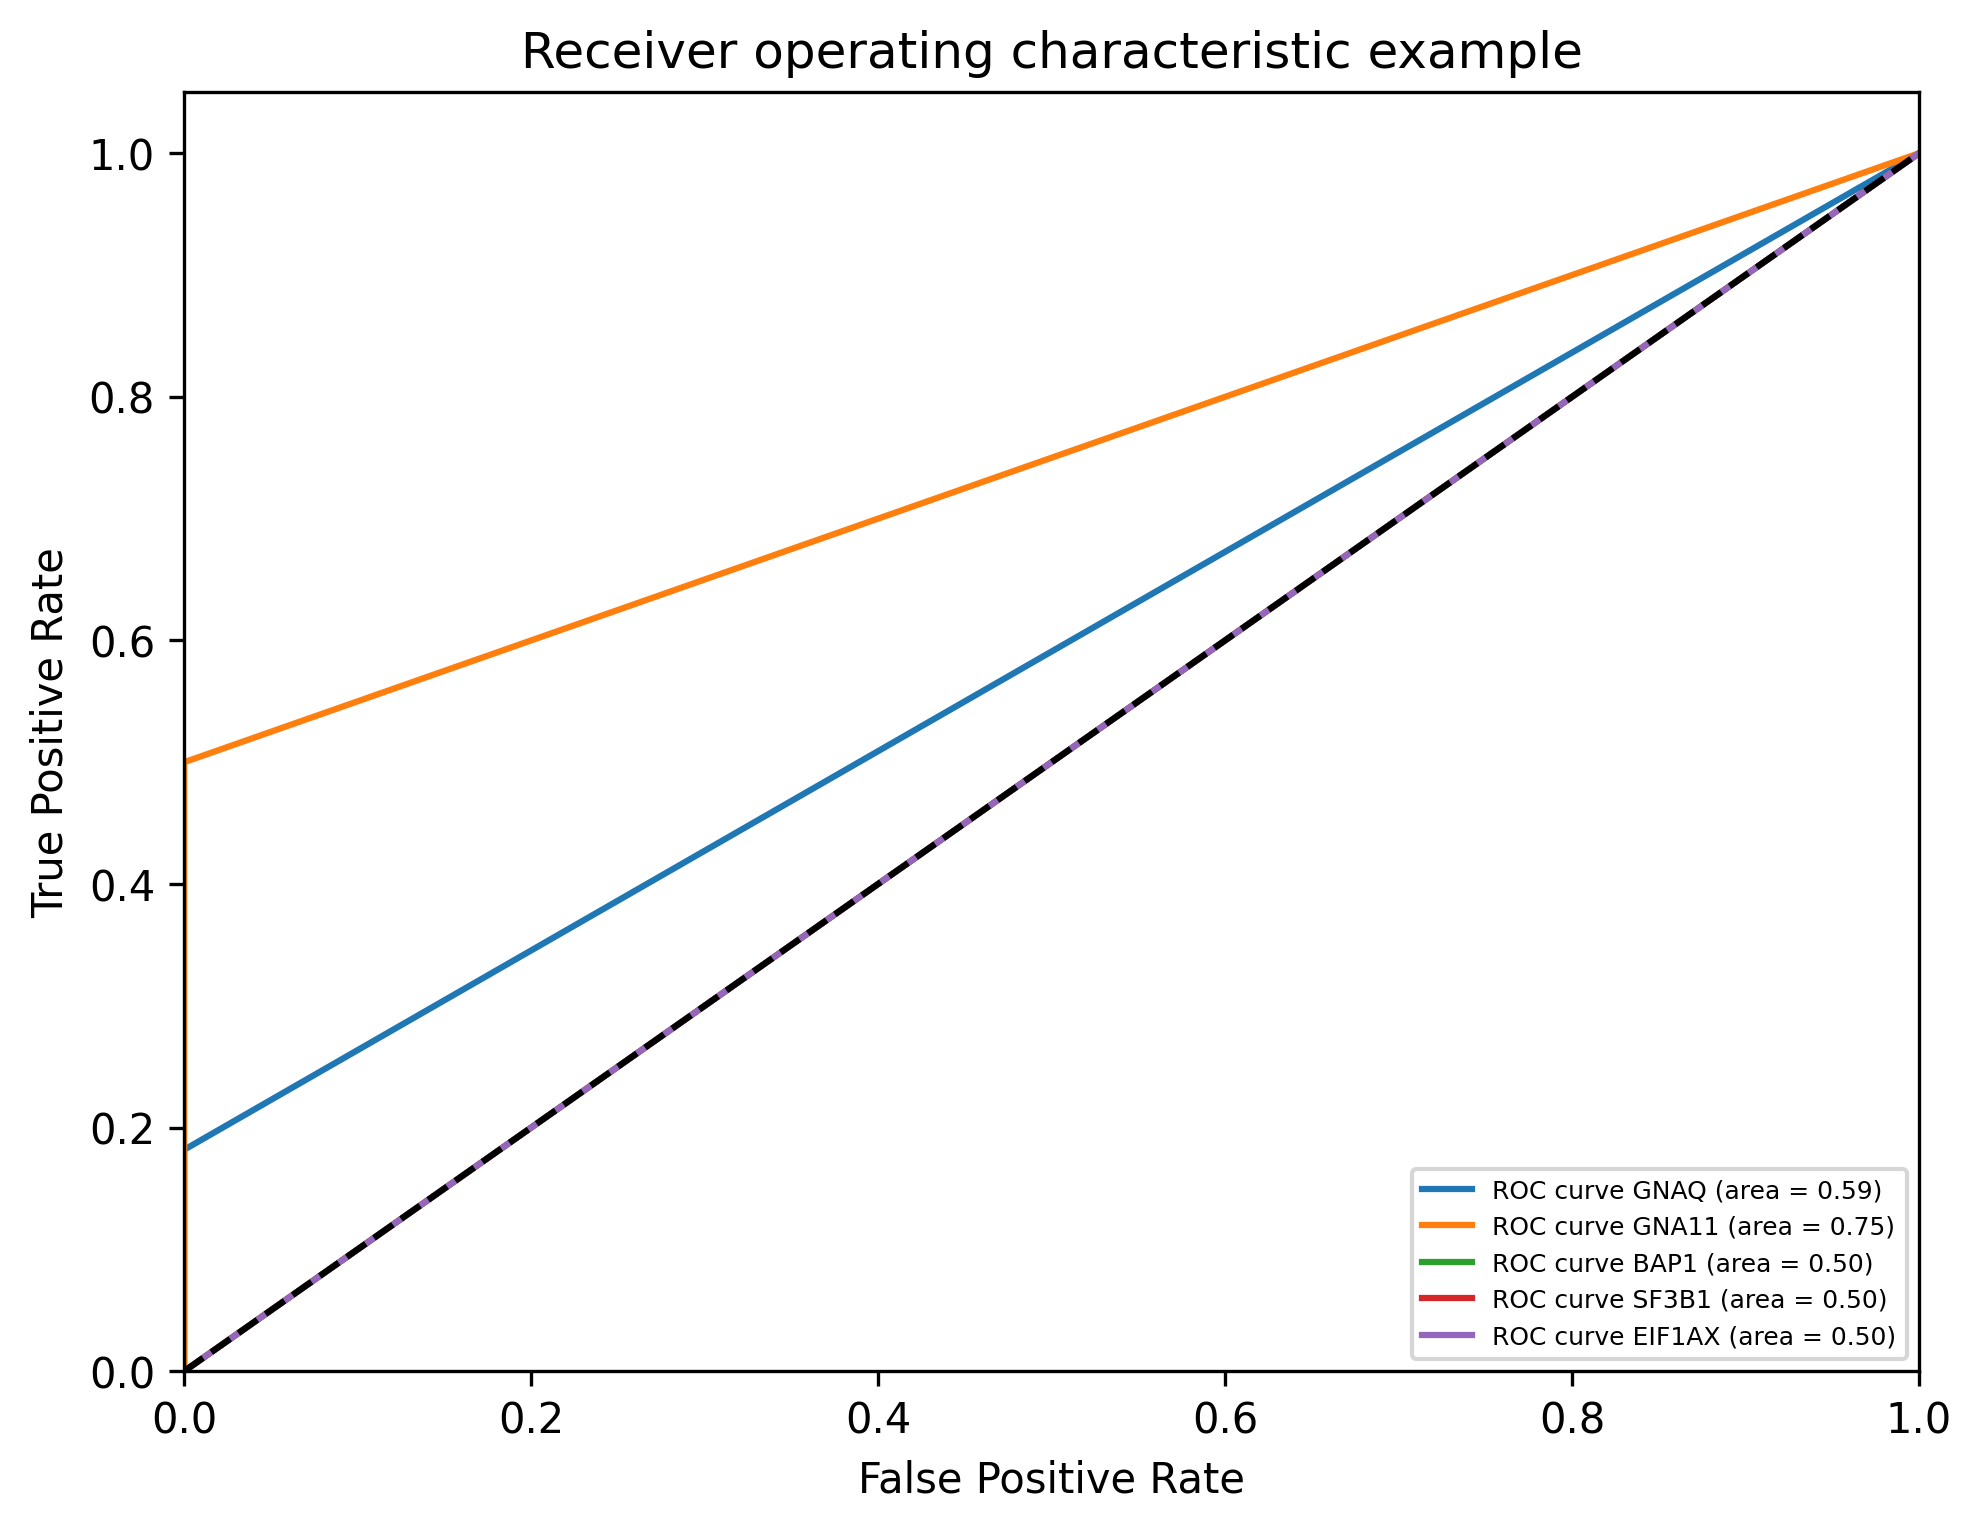 Receiver operating characteristic example
True Positive Rate
1.0
0.8
0.6
0.4
0.2
0.0
0.0 0.2 0.4 0.6 0.8 1.0
False Positive Rate
ROC curve GNAQ (area = 0.59)
ROC curve GNA11 (area = 0.75)
ROC curve BAP1 (area = 0.50)
ROC curve SF3B1 (area = 0.50)
ROC curve EIF1AX (area = 0.50)